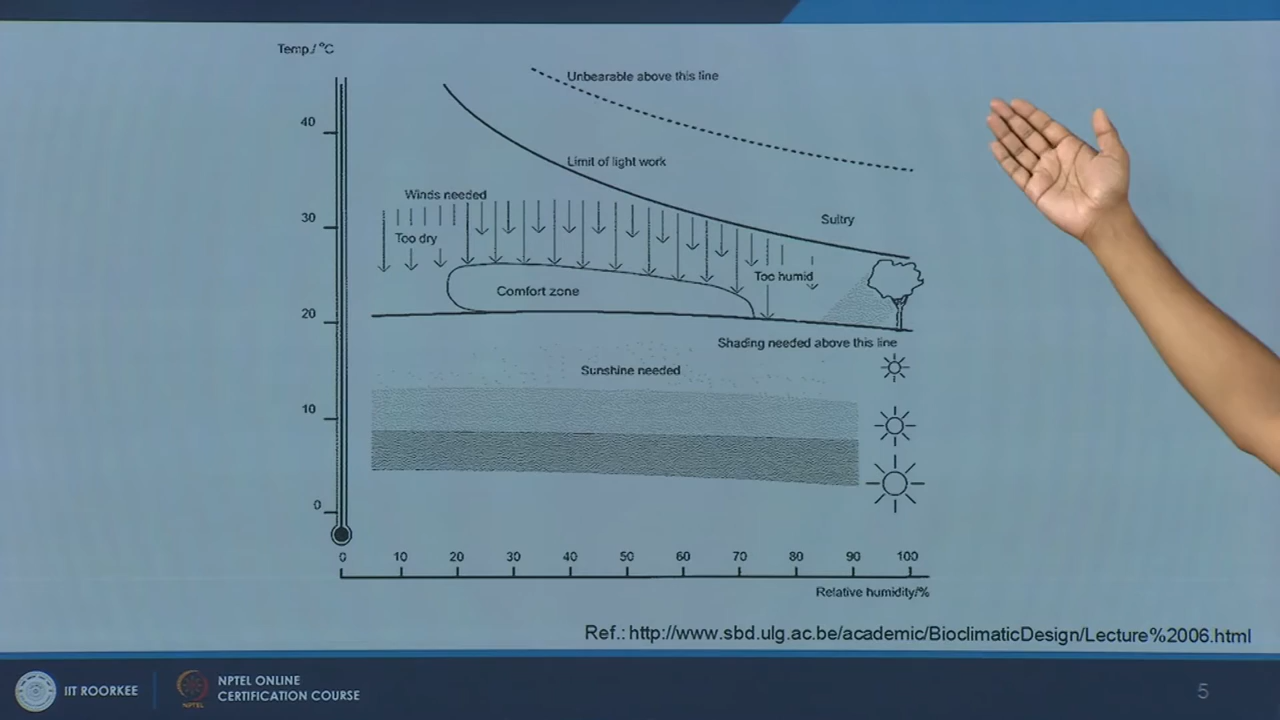 Temp./ °C
Unbearable above this line
40
Limit of light work
Winds needed
30
Sultry
Too dry
Too humid
Comfort zone
20
Shading needed above this line
Sunshine needed
10
0
0 10 20 30 40 50 60 70 80 90 100
Relative humidity/%
Ref.: http://www.sbd.ulg.ac.be/academic/BioclimaticDesign/Lecture%2006.html
IIT ROORKEE
NPTEL ONLINE
CERTIFICATION COURSE
NPTEL
5